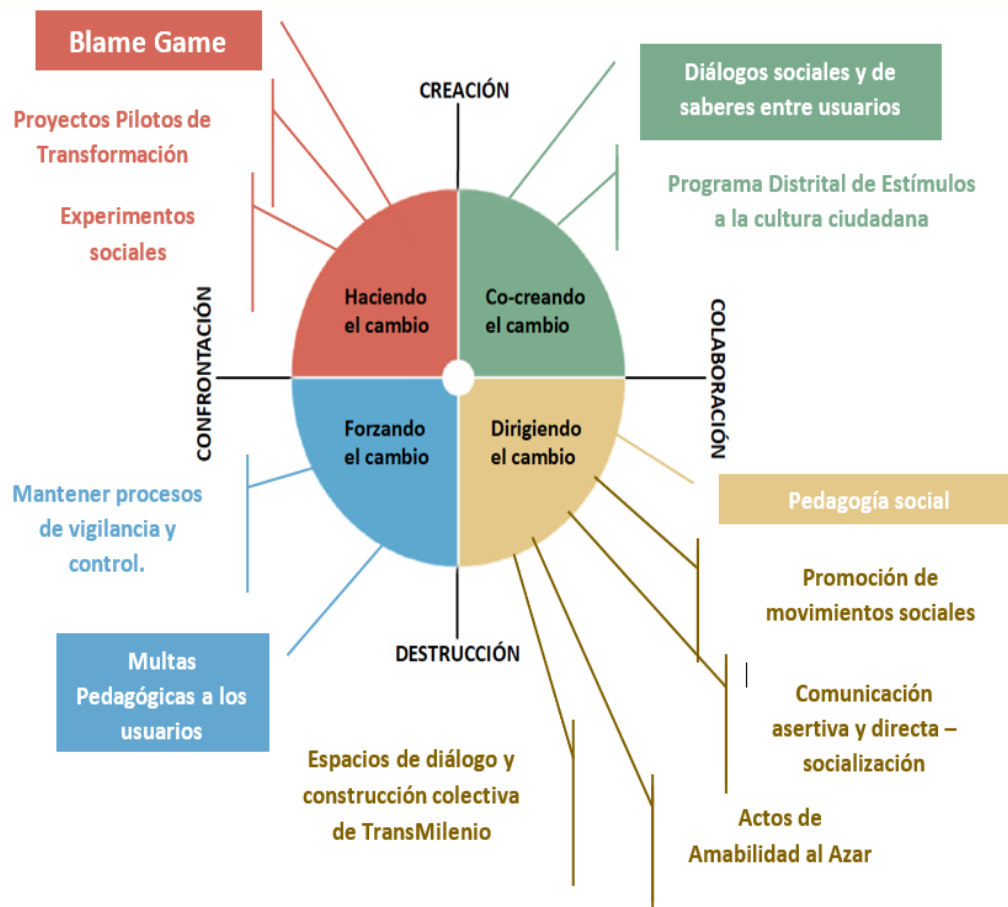 Blame Game
Proyectos Pilotos de
Transformación
Experimentos
sociales
CREACIÓN
Diálogos sociales y de
saberes entre usuarios
Programa Distrital de Estímulos
a la cultura ciudadana
Haciendo
el cambio
Co-creando
el cambio
CONFRONTACIÓN
COLABORACIÓN
Forzando
el cambio
Dirigiendo
el cambio
Mantener procesos
de vigilancia y
control.
Multas
Pedagógicas a los
usuarios
DESTRUCCIÓN
Pedagogía social
Promoción de
movimientos sociales
Comunicación
asertiva y directa –
socialización
Espacios de diálogo y
construcción colectiva
de TransMilenio
Actos de
Amabilidad al Azar